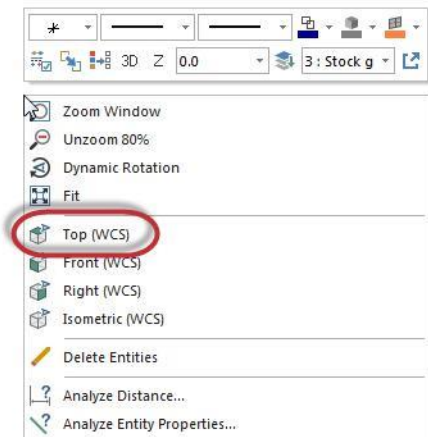 3D Z 0.0 3 : Stock g
Zoom Window
Unzoom 80%
Dynamic Rotation
Fit
Top (WCS)
Front (WCS)
Right (WCS)
Isometric (WCS)
Delete Entities
Analyze Distance...
Analyze Entity Properties...